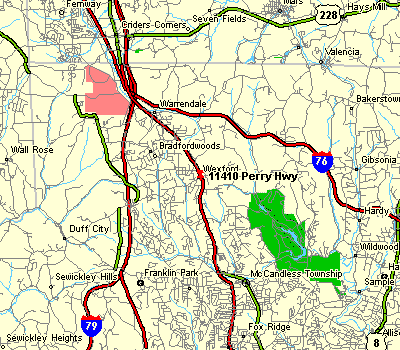 Fernway
Criders Corners
Seven Fields
Mars
228
Hays Mill
Valencia
Warrendale
Bakerstown
Bradfordwoods
Wall Rose
Wexford
76
Gibsonia
11410 Perry Hwy
Hardy
Duff City
Wildwood
Sewickley Hills
Franklin Park
McCandless Township
Ha
Sample
79
Fox Ridge
Sewickley Heights
8